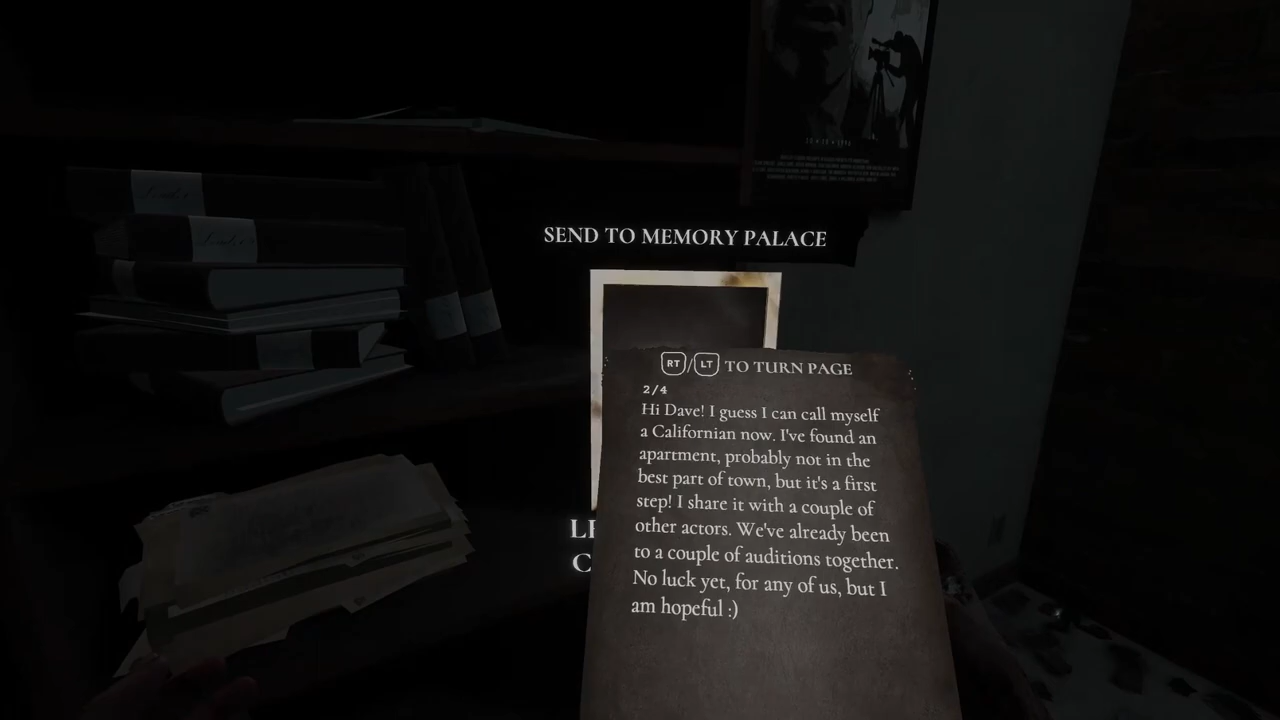 SEND TO MEMORY PALACE
RT/LT TO TURN PAGE
2/4
Hi Dave! I guess I can call myself
a Californian now. I've found an
apartment, probably not in the
best part of town, but it's a first
step! I share it with a couple of
other actors. We've already been
to a couple of auditions together.
No luck yet, for any of us, but I
am hopeful :)